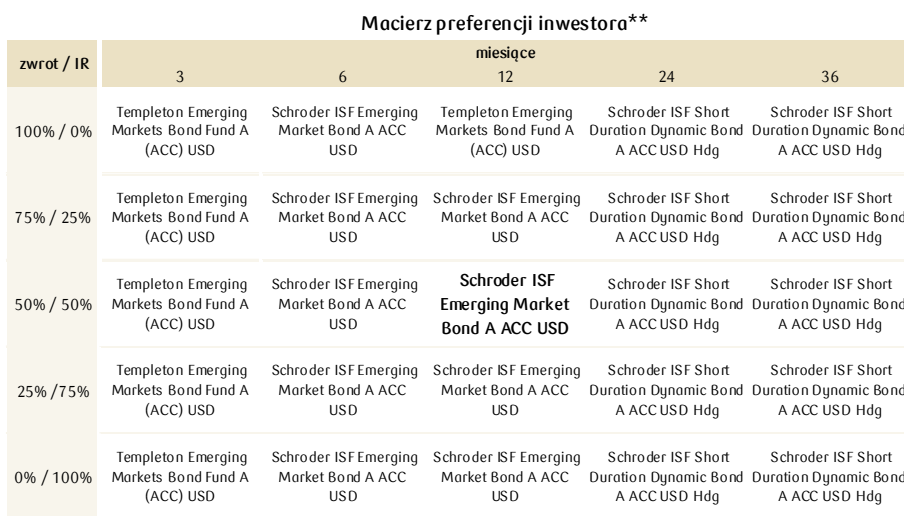 Macierz preferencji inwestora**
zwrot / IR
miesiące
3 6 12 24 36
100% / 0%
Templeton Emerging
Markets Bond Fund A
(ACC) USD
Schroder ISF Emerging
Market Bond A ACC
USD
Templeton Emerging
Markets Bond Fund A
(ACC) USD
Schroder ISF Short
Duration Dynamic Bond
A ACC USD Hdg
Schroder ISF Short
Duration Dynamic Bond
A ACC USD Hdg
75% / 25%
Templeton Emerging
Markets Bond Fund A
(ACC) USD
Schroder ISF Emerging
Market Bond A ACC
USD
Schroder ISF Emerging
Market Bond A ACC
USD
Schroder ISF Short
Duration Dynamic Bond
A ACC USD Hdg
Schroder ISF Short
Duration Dynamic Bond
A ACC USD Hdg
50% / 50%
Templeton Emerging
Markets Bond Fund A
(ACC) USD
Schroder ISF Emerging
Market Bond A ACC
USD
Schroder ISF
Emerging Market
Bond A ACC USD
Schroder ISF Short
Duration Dynamic Bond
A ACC USD Hdg
Schroder ISF Short
Duration Dynamic Bond
A ACC USD Hdg
25% /75%
Templeton Emerging
Markets Bond Fund A
(ACC) USD
Schroder ISF Emerging
Market Bond A ACC
USD
Schroder ISF Emerging
Market Bond A ACC
USD
Schroder ISF Short
Duration Dynamic Bond
A ACC USD Hdg
Schroder ISF Short
Duration Dynamic Bond
A ACC USD Hdg
0% / 100%
Templeton Emerging
Markets Bond Fund A
(ACC) USD
Schroder ISF Emerging
Market Bond A ACC
USD
Schroder ISF Emerging
Market Bond A ACC
USD
Schroder ISF Short
Duration Dynamic Bond
A ACC USD Hdg
Schroder ISF Short
Duration Dynamic Bond
A ACC USD Hdg